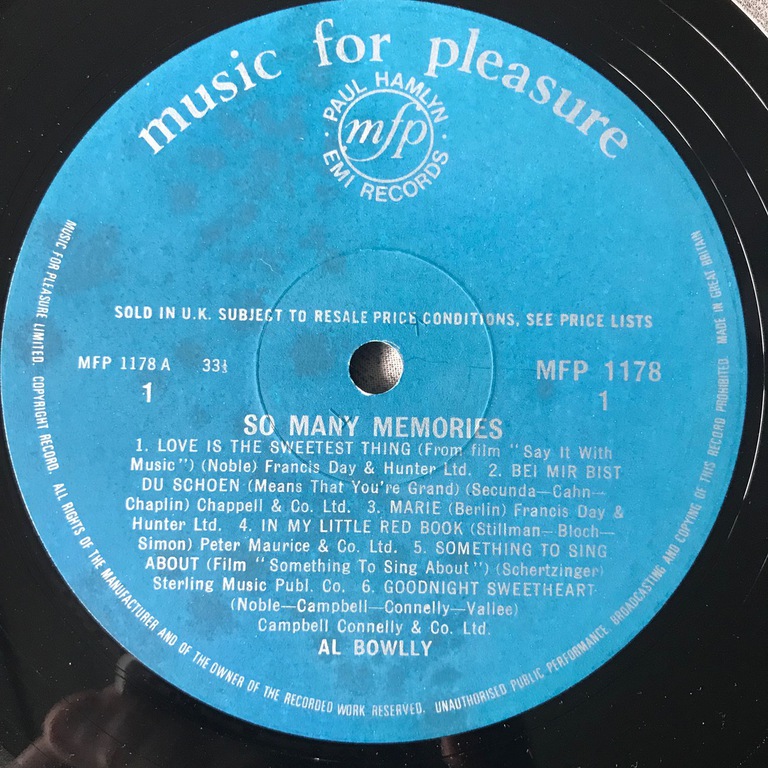 music for pleasure
· PAUL HAMLYN ·
mfp
EMI RECORDS
SOLD IN U.K. SUBJECT TO RESALE PRICE CONDITIONS, SEE PRICE LISTS
MFP 1178 A 33⅓
1
MFP 1178
1
SO MANY MEMORIES
1. LOVE IS THE SWEETEST THING (From film "Say It With
Music") (Noble) Francis Day & Hunter Ltd. 2. BEI MIR BIST
DU SCHOEN (Means That You're Grand) (Secunda—Cahn—
Chaplin) Chappell & Co. Ltd. 3. MARIE (Berlin) Francis Day &
Hunter Ltd. 4. IN MY LITTLE RED BOOK (Stillman—Bloch—
Simon) Peter Maurice & Co. Ltd. 5. SOMETHING TO SING
ABOUT (Film "Something To Sing About") (Schertzinger)
Sterling Music Publ. Co. 6. GOODNIGHT SWEETHEART
(Noble—Campbell—Connelly—Vallee)
Campbell Connelly & Co. Ltd.
AL BOWLLY
MUSIC FOR PLEASURE LIMITED. COPYRIGHT RECORD. ALL RIGHTS OF THE MANUFACTURER AND OF THE OWNER OF THE RECORDED WORK RESERVED. UNAUTHORISED PUBLIC PERFORMANCE BROADCASTING AND COPYING OF THIS RECORD PROHIBITED. MADE IN GREAT BRITAIN